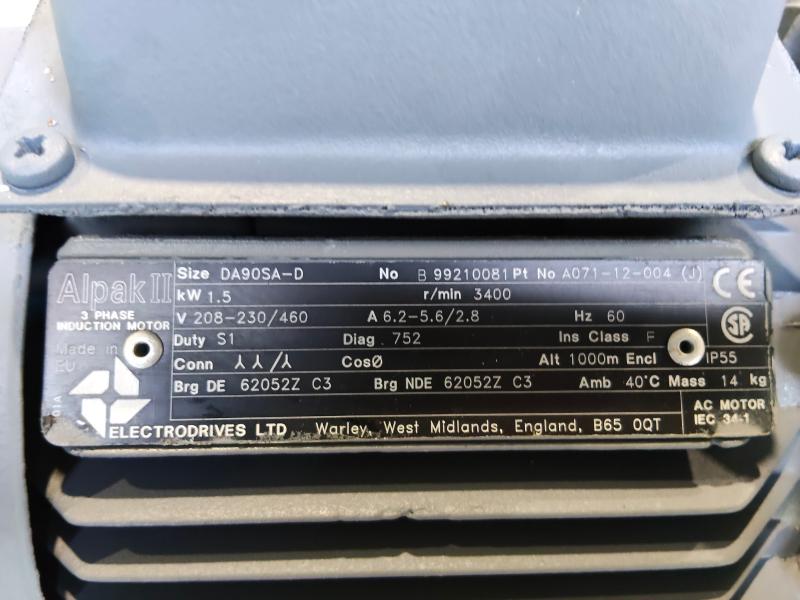 Alpak II
3 PHASE
INDUCTION MOTOR
Made in
EU
Size DA90SA-D No B 99210081 Pt No A071-12-004 (J)
kW 1.5 r/min 3400
V 208-230/460 A 6.2-5.6/2.8 Hz 60
Duty S1 Diag 752 Ins Class F
Conn ⅄⅄/⅄ CosØ Alt 1000m Encl IP55
Brg DE 62052Z C3 Brg NDE 62052Z C3 Amb 40°C Mass 14 kg
ELECTRODRIVES LTD Warley, West Midlands, England, B65 0QT
AC MOTOR
IEC 34-1
CE